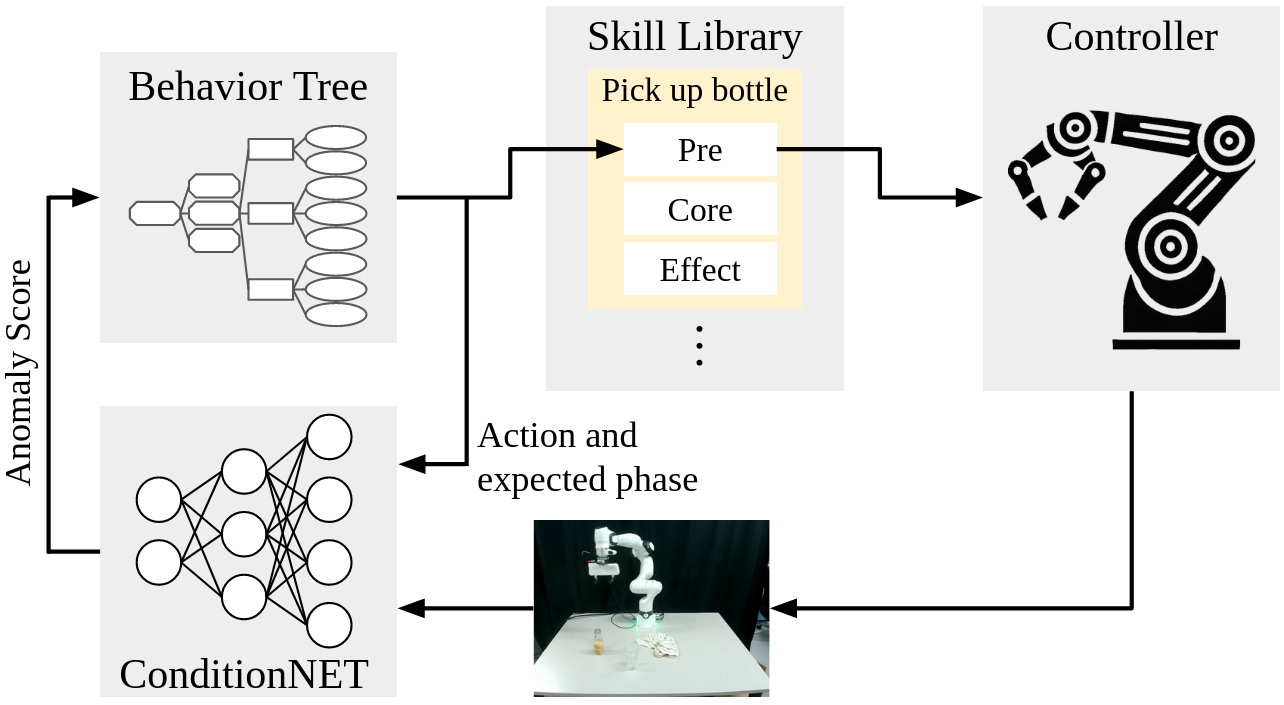 Behavior Tree
Skill Library
Pick up bottle
Pre
Core
Effect
Controller
Anomaly Score
Action and
expected phase
ConditionNET